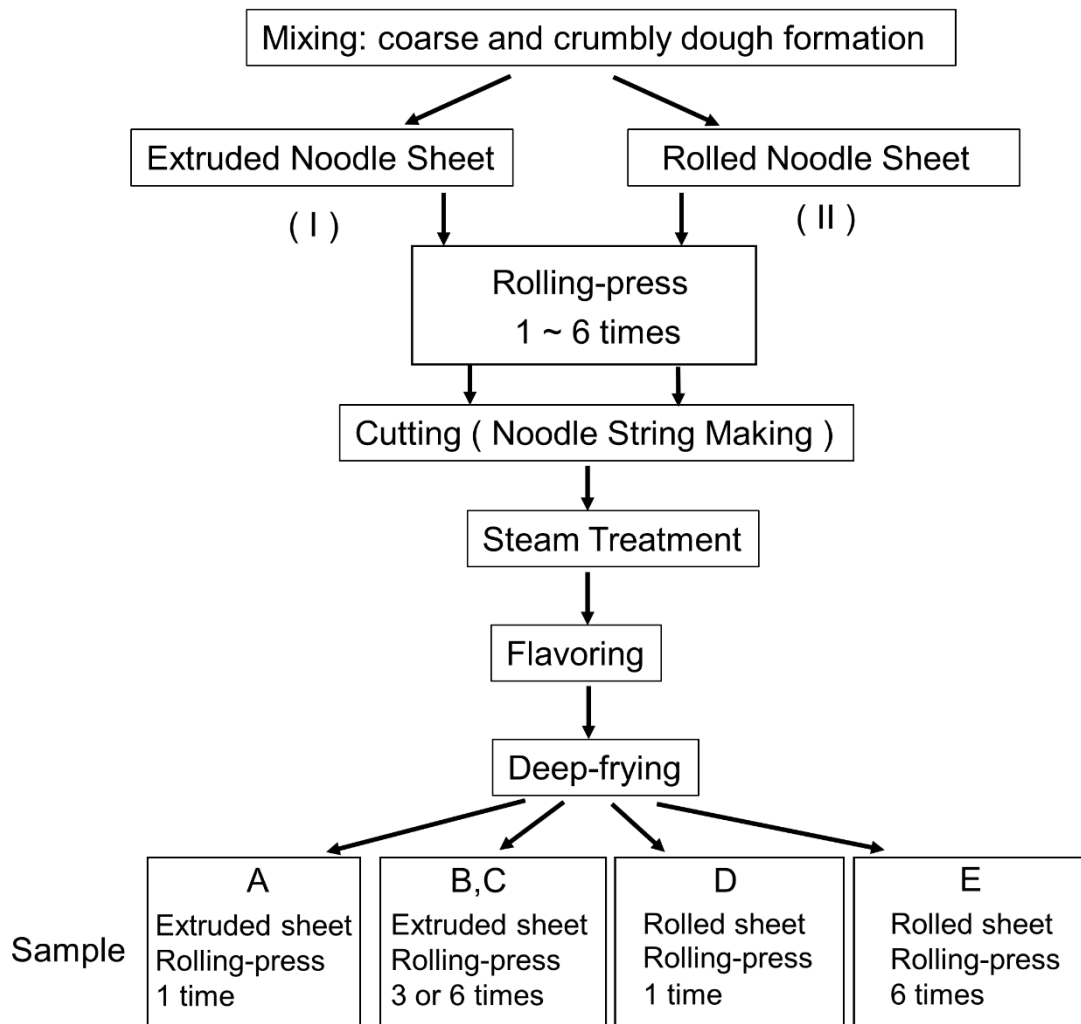 Mixing: coarse and crumbly dough formation
Extruded Noodle Sheet
Rolled Noodle Sheet
( I )
( II )
Rolling-press
1 ~ 6 times
Cutting ( Noodle String Making )
Steam Treatment
Flavoring
Deep-frying
Sample
A
Extruded sheet
Rolling-press
1 time
B,C
Extruded sheet
Rolling-press
3 or 6 times
D
Rolled sheet
Rolling-press
1 time
E
Rolled sheet
Rolling-press
6 times